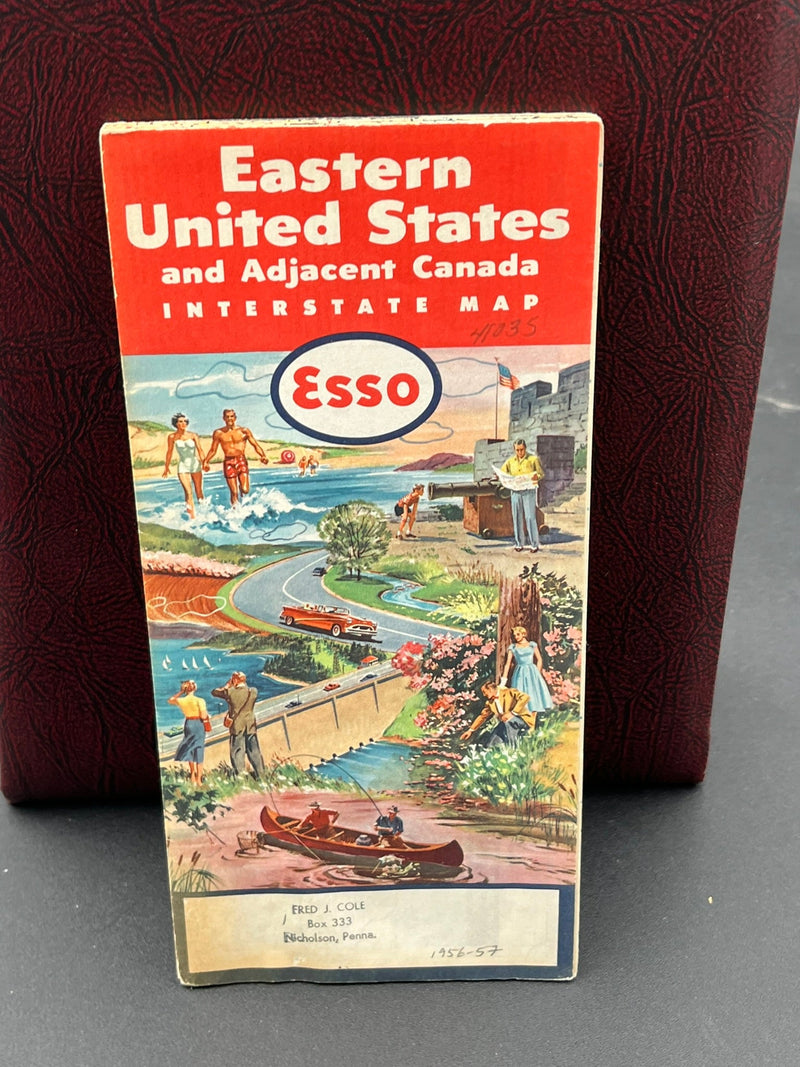 Eastern
United States
and Adjacent Canada
INTERSTATE MAP
41035
Esso
FRED J. COLE
Box 333
Nicholson, Penna.
1956-57